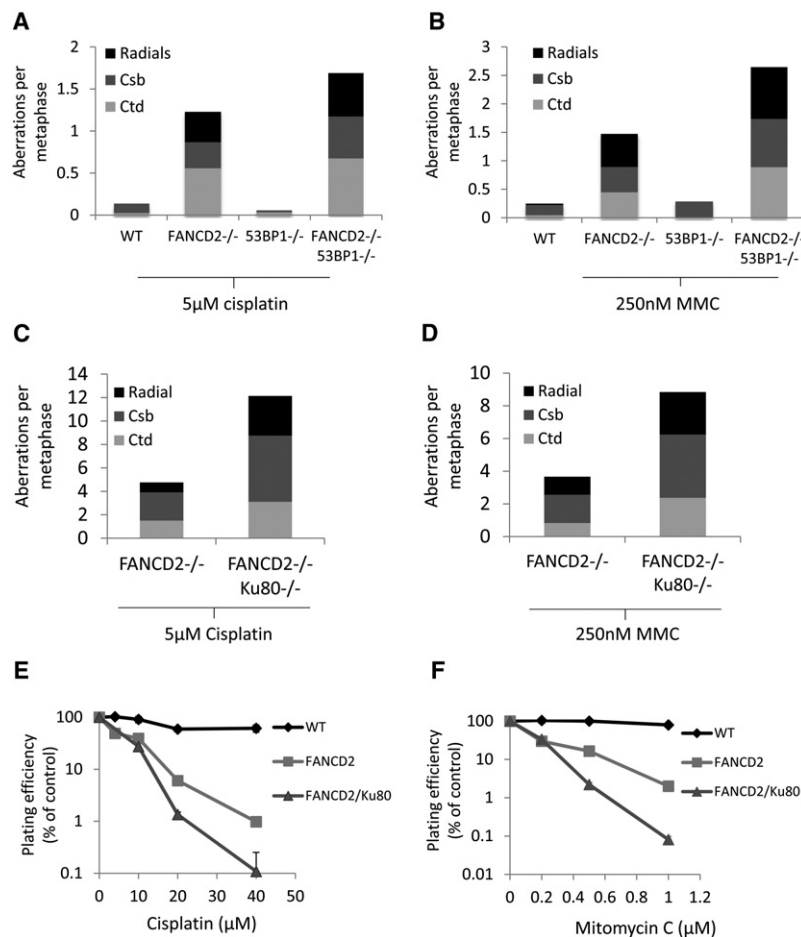 A
Aberrations per
metaphase
2
1.5
1
0.5
0
Radials
Csb
Ctd
WT
FANCD2-/-
53BP1-/-
FANCD2-/-
53BP1-/-
5μM cisplatin
B
Aberrations per
metaphase
3
2.5
2
1.5
1
0.5
0
Radials
Csb
Ctd
WT
FANCD2-/-
53BP1-/-
FANCD2-/-
53BP1-/-
250nM MMC
C
Aberrations per
metaphase
14
12
10
8
6
4
2
0
Radial
Csb
Ctd
FANCD2-/-
FANCD2-/-
Ku80-/-
5μM Cisplatin
D
Aberrations per
metaphase
10
8
6
4
2
0
Radial
Csb
Ctd
FANCD2-/-
FANCD2-/-
Ku80-/-
250nM MMC
E
Plating efficiency
(% of control)
100
10
1
0.1
0 10 20 30 40 50
Cisplatin (μM)
WT
FANCD2
FANCD2/Ku80
F
Plating efficiency
(% of control)
100
10
1
0.1
0.01
0 0.2 0.4 0.6 0.8 1 1.2
Mitomycin C (μM)
WT
FANCD2
FANCD2/Ku80